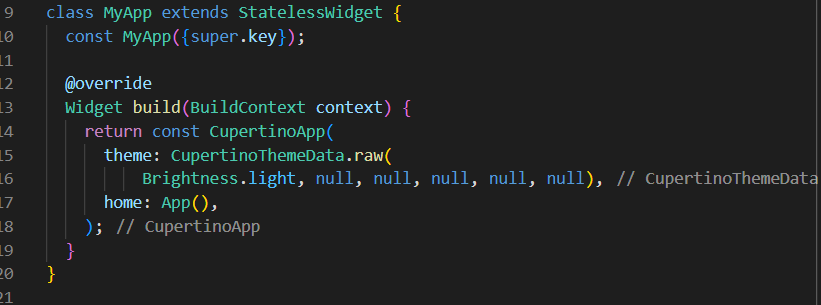 9 class MyApp extends StatelessWidget {
10 const MyApp({super.key});
11
12 @override
13 Widget build(BuildContext context) {
14 return const CupertinoApp(
15 theme: CupertinoThemeData.raw(
16 Brightness.light, null, null, null, null, null), // CupertinoThemeData
17 home: App(),
18 ); // CupertinoApp
19 }
20 }
21